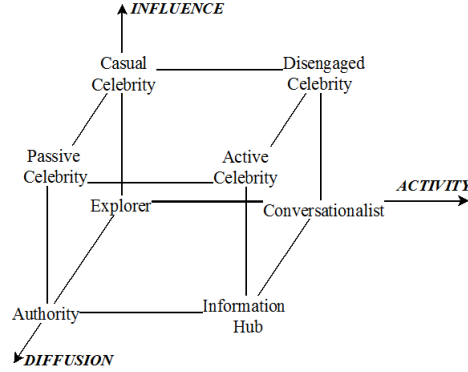 INFLUENCE
Casual
Celebrity
Disengaged
Celebrity
Passive
Celebrity
Active
Celebrity
ACTIVITY
Explorer
Conversationalist
Authority
Information
Hub
DIFFUSION